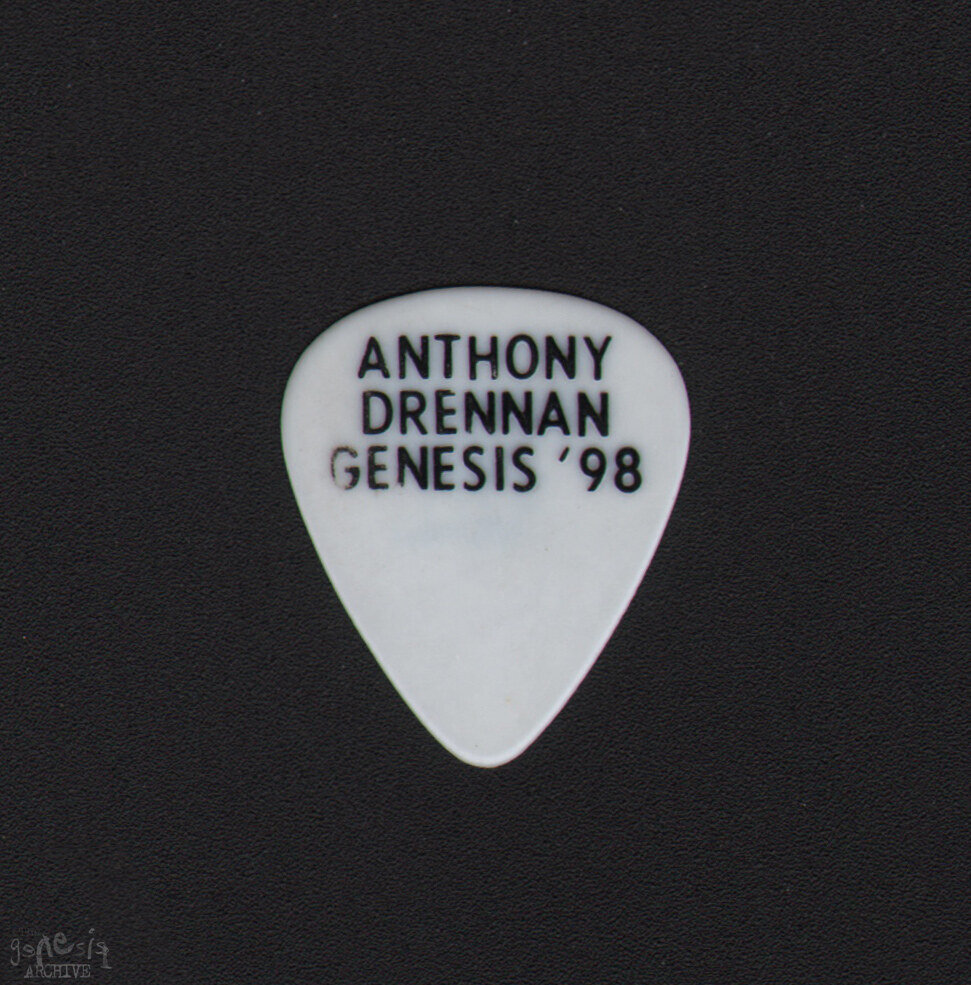 ANTHONY
DRENNAN
GENESIS '98
genesis
ARCHIVE